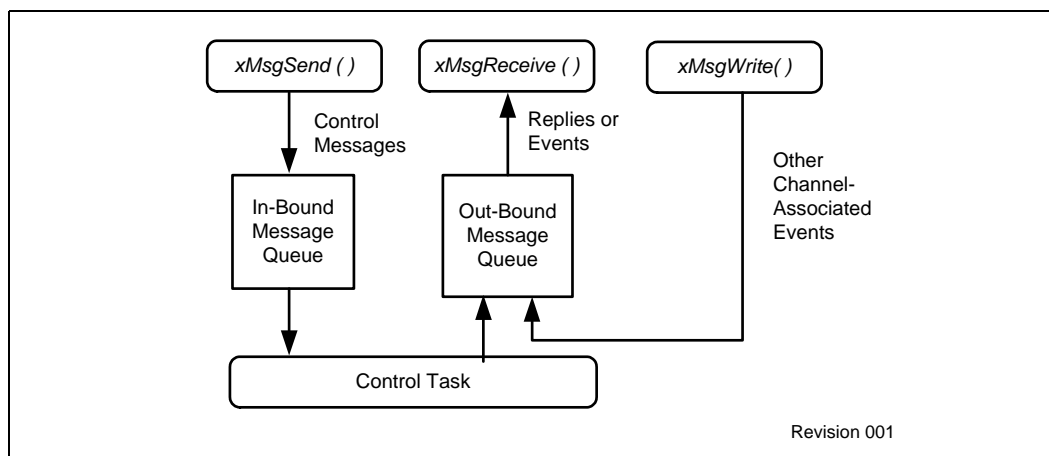 xMsgSend ( )
xMsgReceive ( )
xMsgWrite( )
Control
Messages
Replies or
Events
Other
Channel-
Associated
Events
In-Bound
Message
Queue
Out-Bound
Message
Queue
Control Task
Revision 001